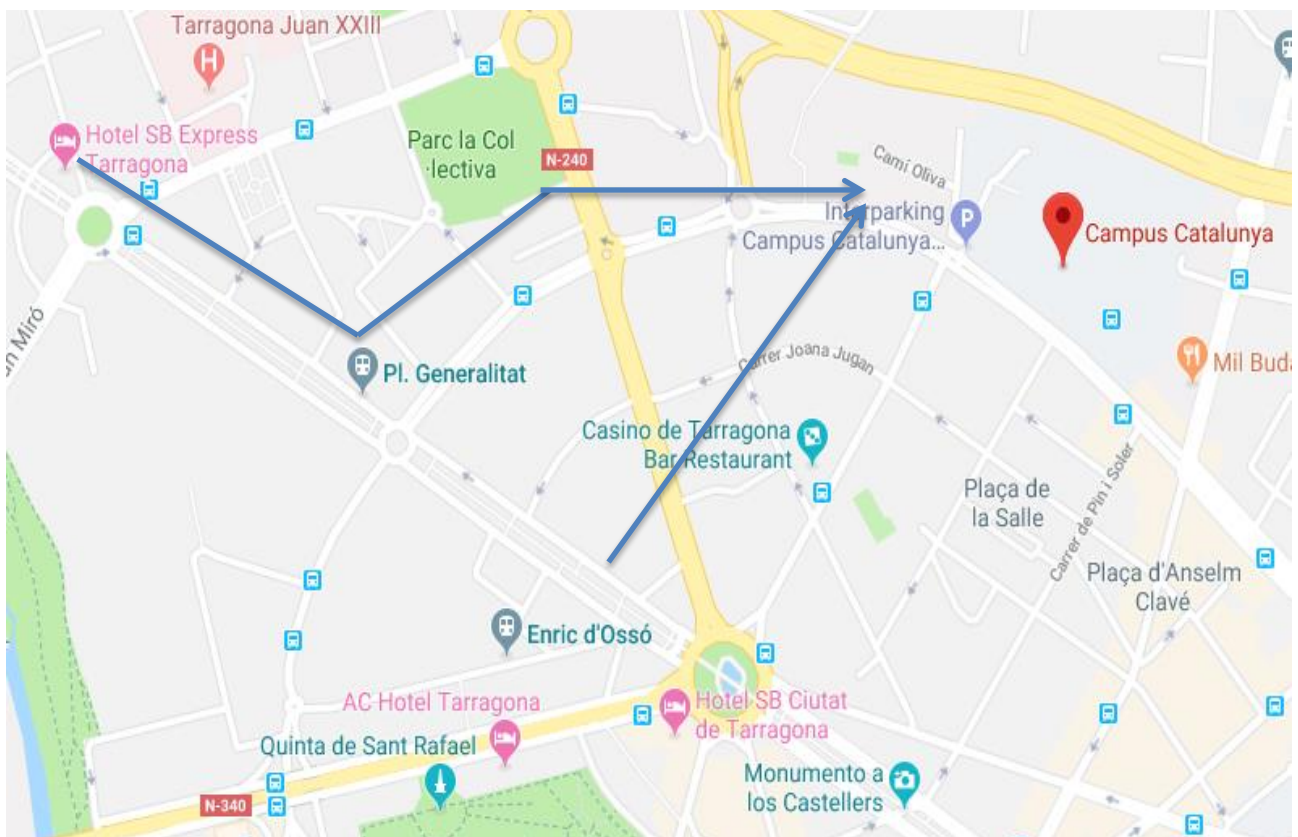 Tarragona Juan XXIII
H
Hotel SB Express
Tarragona
Parc la Col
·lectiva
N-240
Camí Oliva
Interparking
Campus Catalunya...
P
Campus Catalunya
an Miró
Pl. Generalitat
Carrer Joana Jugan
Mil Buda
Casino de Tarragona
Bar Restaurant
Plaça de
la Salle
Carrer de Pin i Soler
Plaça d'Anselm
Clavé
Enric d'Ossó
AC Hotel Tarragona
Hotel SB Ciutat
de Tarragona
Quinta de Sant Rafael
Monumento a
los Castellers
N-340